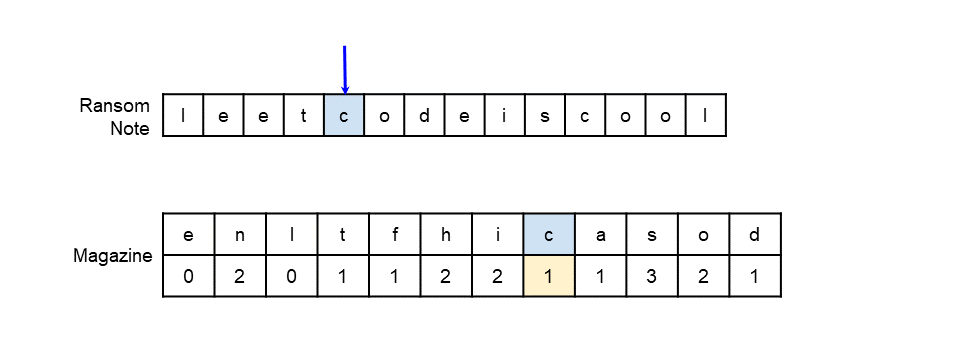 Ransom
Note
l e e t c o d e i s c o o l
e n l t f h i c a s o d
Magazine
0 2 0 1 1 2 2 1 1 3 2 1